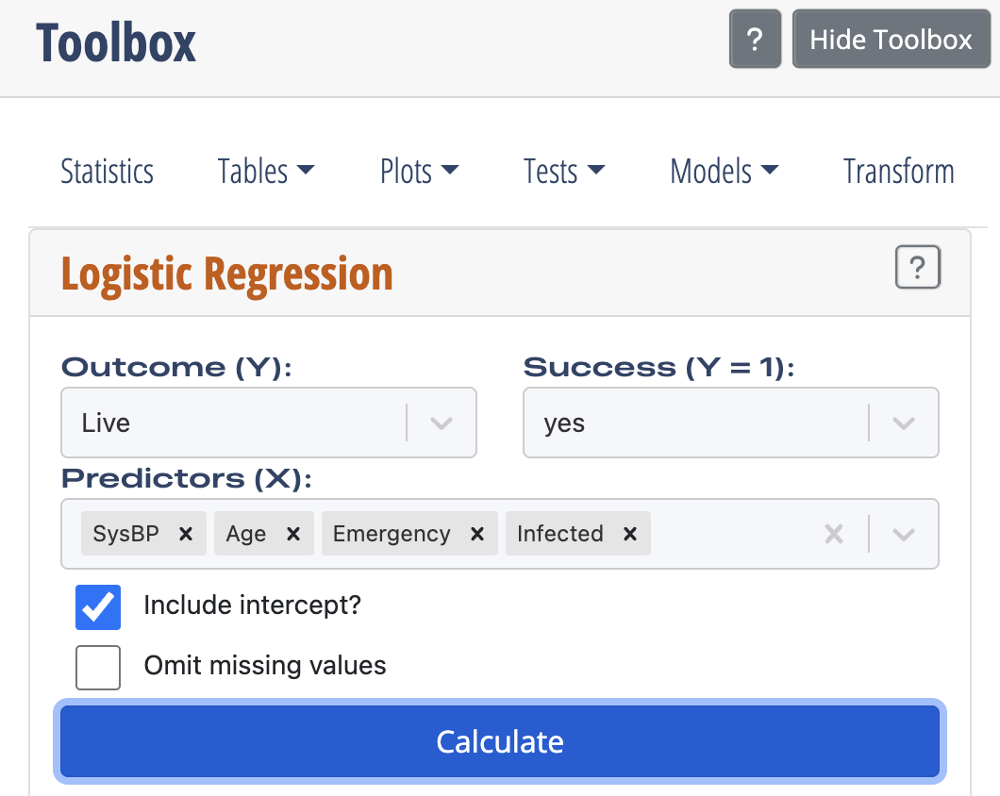 Toolbox ? Hide Toolbox
Statistics Tables Plots Tests Models Transform
Logistic Regression ?
Outcome (Y): Success (Y = 1):
Live yes
Predictors (X):
SysBP × Age × Emergency × Infected × ×
Include intercept?
Omit missing values
Calculate